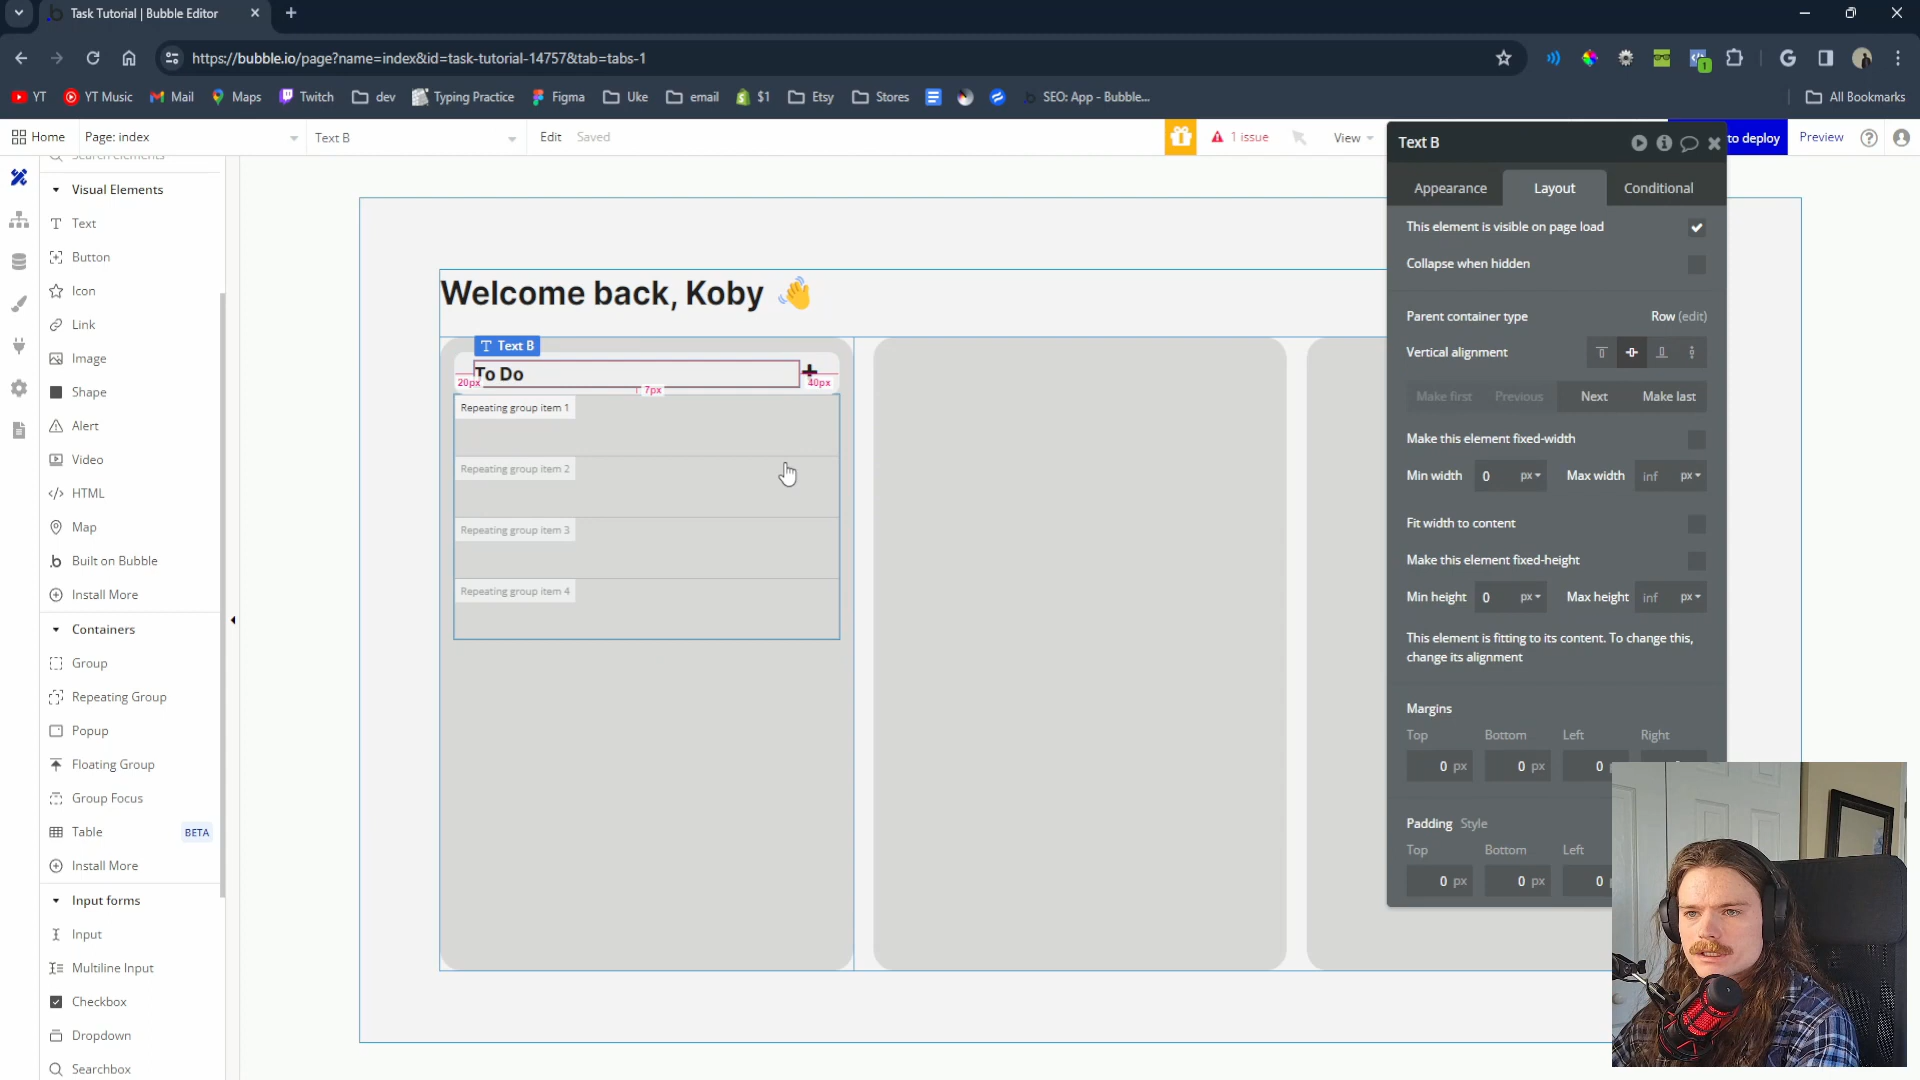 Task Tutorial | Bubble Editor
https://bubble.io/page?name=index&id=task-tutorial-14757&tab=tabs-1
1
YT
YT Music
Mail
Maps
Twitch
dev
Typing Practice
Figma
Uke
email
$1
Etsy
Stores
SEO: App - Bubble...
All Bookmarks
Home
Page: index
Text B
Edit
Saved
1 issue
View
to deploy
Preview
Search elements
Visual Elements
Text
Button
Icon
Link
Image
Shape
Alert
Video
HTML
Map
Built on Bubble
Install More
Containers
Group
Repeating Group
Popup
Floating Group
Group Focus
Table
BETA
Install More
Input forms
Input
Multiline Input
Checkbox
Dropdown
Searchbox
Welcome back, Koby 👋
Text B
To Do
20px
7px
40px
Repeating group item 1
Repeating group item 2
Repeating group item 3
Repeating group item 4
Text B
Appearance
Layout
Conditional
This element is visible on page load
Collapse when hidden
Parent container type
Row (edit)
Vertical alignment
Make first
Previous
Next
Make last
Make this element fixed-width
Min width
0
px
Max width
inf
px
Fit width to content
Make this element fixed-height
Min height
0
px
Max height
inf
px
This element is fitting to its content. To change this,
change its alignment
Margins
Top
Bottom
Left
Right
0 px
0 px
0
Padding
Style
Top
Bottom
Left
0 px
0 px
0